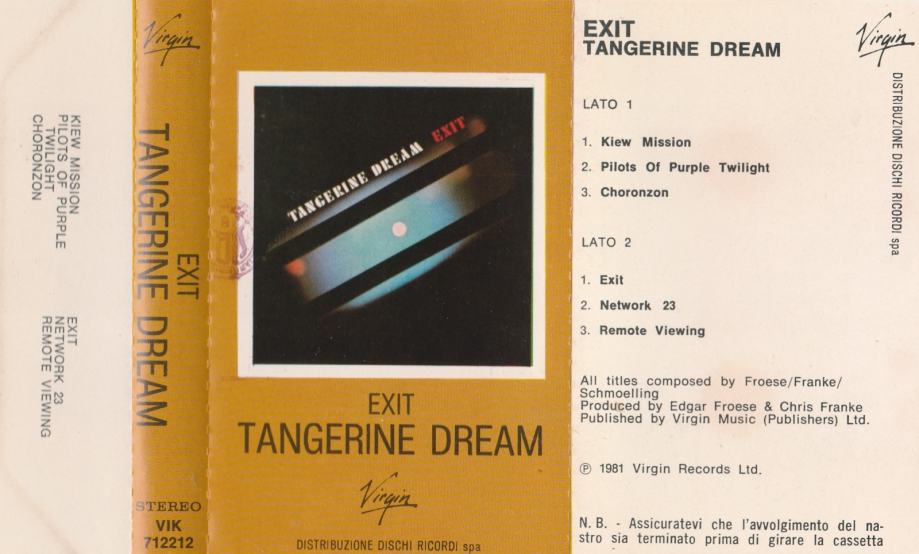 KIEW MISSION
PILOTS OF PURPLE
TWILIGHT
CHORONZON
EXIT
NETWORK 23
REMOTE VIEWING
Virgin
EXIT
TANGERINE DREAM
STEREO
VIK
712212
TANGERINE DREAM EXIT
EXIT
TANGERINE DREAM
Virgin
DISTRIBUZIONE DISCHI RICORDI spa
EXIT
TANGERINE DREAM
Virgin
DISTRIBUZIONE DISCHI RICORDI spa
LATO 1
1. Kiew Mission
2. Pilots Of Purple Twilight
3. Choronzon
LATO 2
1. Exit
2. Network 23
3. Remote Viewing
All titles composed by Froese/Franke/
Schmoelling
Produced by Edgar Froese & Chris Franke
Published by Virgin Music (Publishers) Ltd.
℗ 1981 Virgin Records Ltd.
N. B. - Assicuratevi che l'avvolgimento del na-
stro sia terminato prima di girare la cassetta